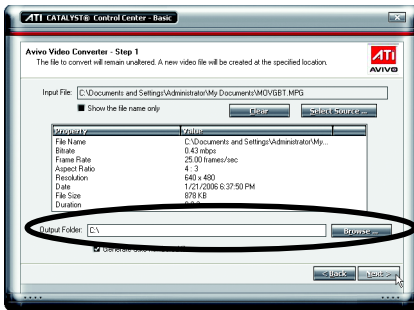 ATI CATALYST® Control Center - Basic
Avivo Video Converter - Step 1
The file to convert will remain unaltered. A new video file will be created at the specified location.
ATI
AVIVO
Input File: C:\Documents and Settings\Administrator\My Documents\MOVGBT.MPG
Show the file name only
Clear
Select Source ...
Property Value
File Name C:\Documents and Settings\Administrator\My...
Bitrate 0.43 mbps
Frame Rate 25.00 frames/sec
Aspect Ratio 4 : 3
Resolution 640 x 480
Date 1/21/2006 6:37:50 PM
File Size 878 KB
Duration
Output Folder: C:\
Browse ...
Generate
< Back Next >